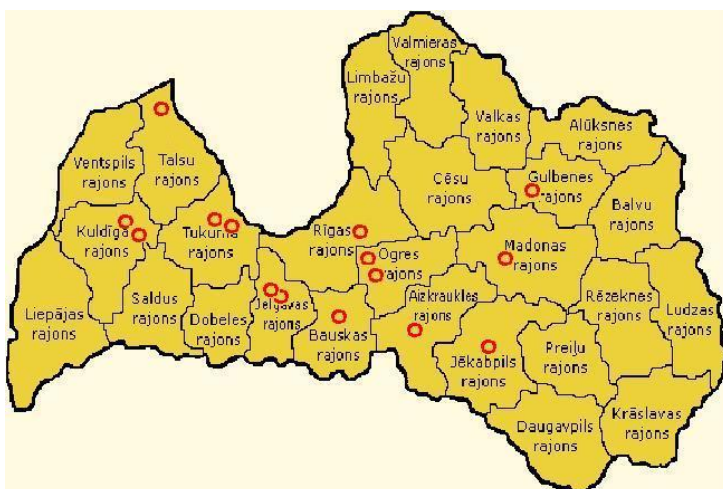 Valmieras
rajons
Limbažu
rajons
Valkas
rajons
Alūksnes
rajons
Ventspils
rajons
Talsu
rajons
Cēsu
rajons
Gulbenes
rajons
Balvu
rajons
Kuldīga
rajons
Tukuma
rajons
Rīgas
rajons
Ogres
rajons
Madonas
rajons
Liepājas
rajons
Saldus
rajons
Dobeles
rajons
Jelgavas
rajons
Bauskas
rajons
Aizkraukles
rajons
Rēzeknes
rajons
Ludzas
rajons
Jēkabpils
rajons
Preiļu
rajons
Daugavpils
rajons
Krāslavas
rajons